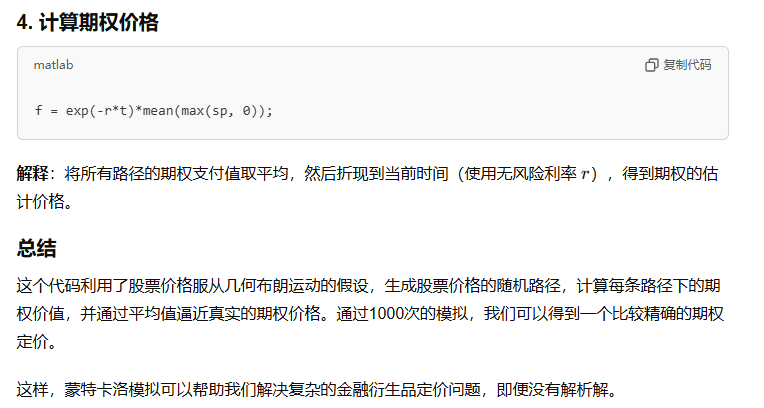 4. 计算期权价格
matlab
复制代码
f = exp(-r*t)*mean(max(sp, 0));
解释：将所有路径的期权支付值取平均，然后折现到当前时间（使用无风险利率 r），得到期权的估
计价格。
总结
这个代码利用了股票价格服从几何布朗运动的假设，生成股票价格的随机路径，计算每条路径下的期
权价值，并通过平均值逼近真实的期权价格。通过1000次的模拟，我们可以得到一个比较精确的期权
定价。
这样，蒙特卡洛模拟可以帮助我们解决复杂的金融衍生品定价问题，即便没有解析解。